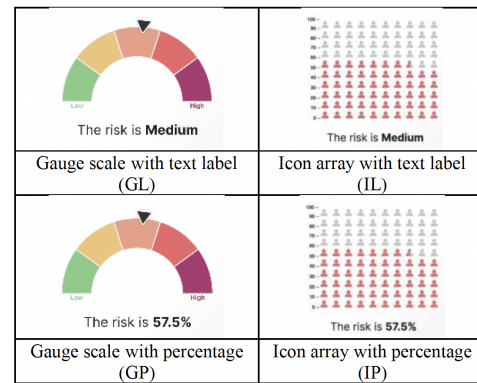 Low
High
The risk is Medium
Gauge scale with text label
(GL)
100
90
80
70
60
50
40
30
20
10
0
The risk is Medium
Icon array with text label
(IL)
Low
High
The risk is 57.5%
Gauge scale with percentage
(GP)
100
90
80
70
60
50
40
30
20
10
0
The risk is 57.5%
Icon array with percentage
(IP)